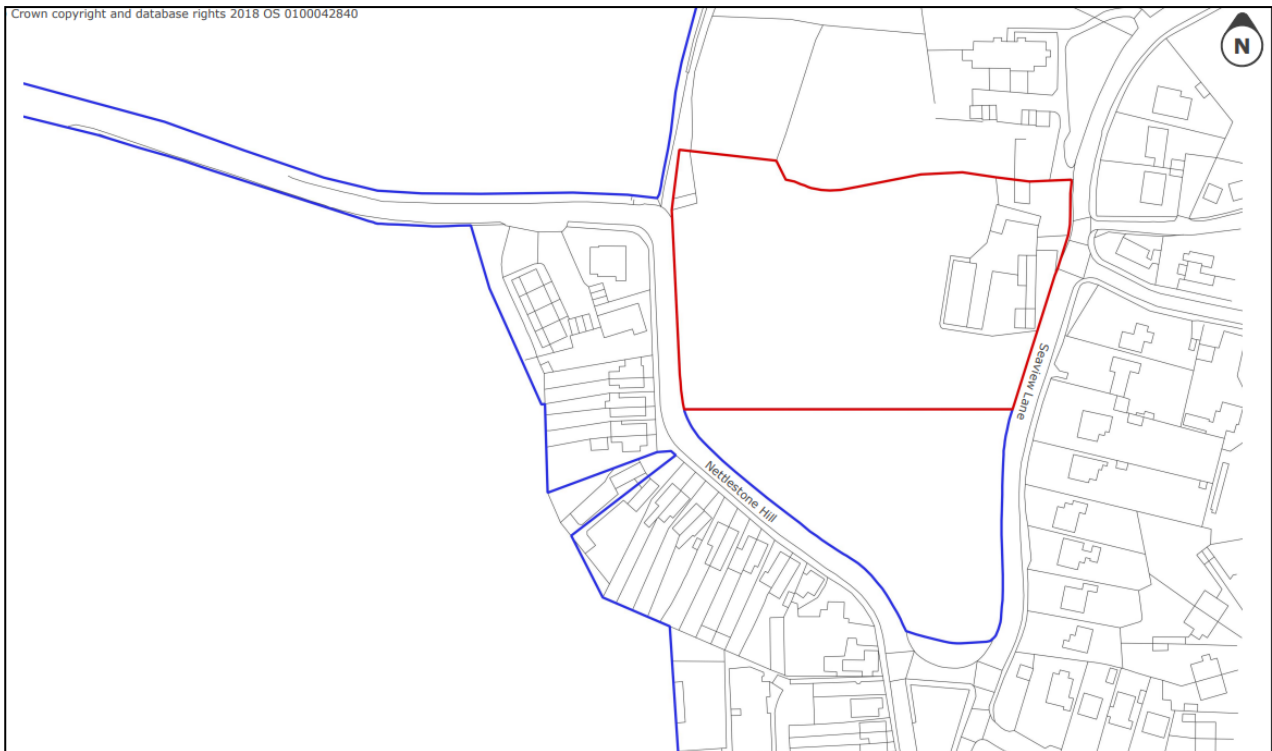 Crown copyright and database rights 2018 OS 0100042840
N
Seaview Lane
Nettlestone Hill